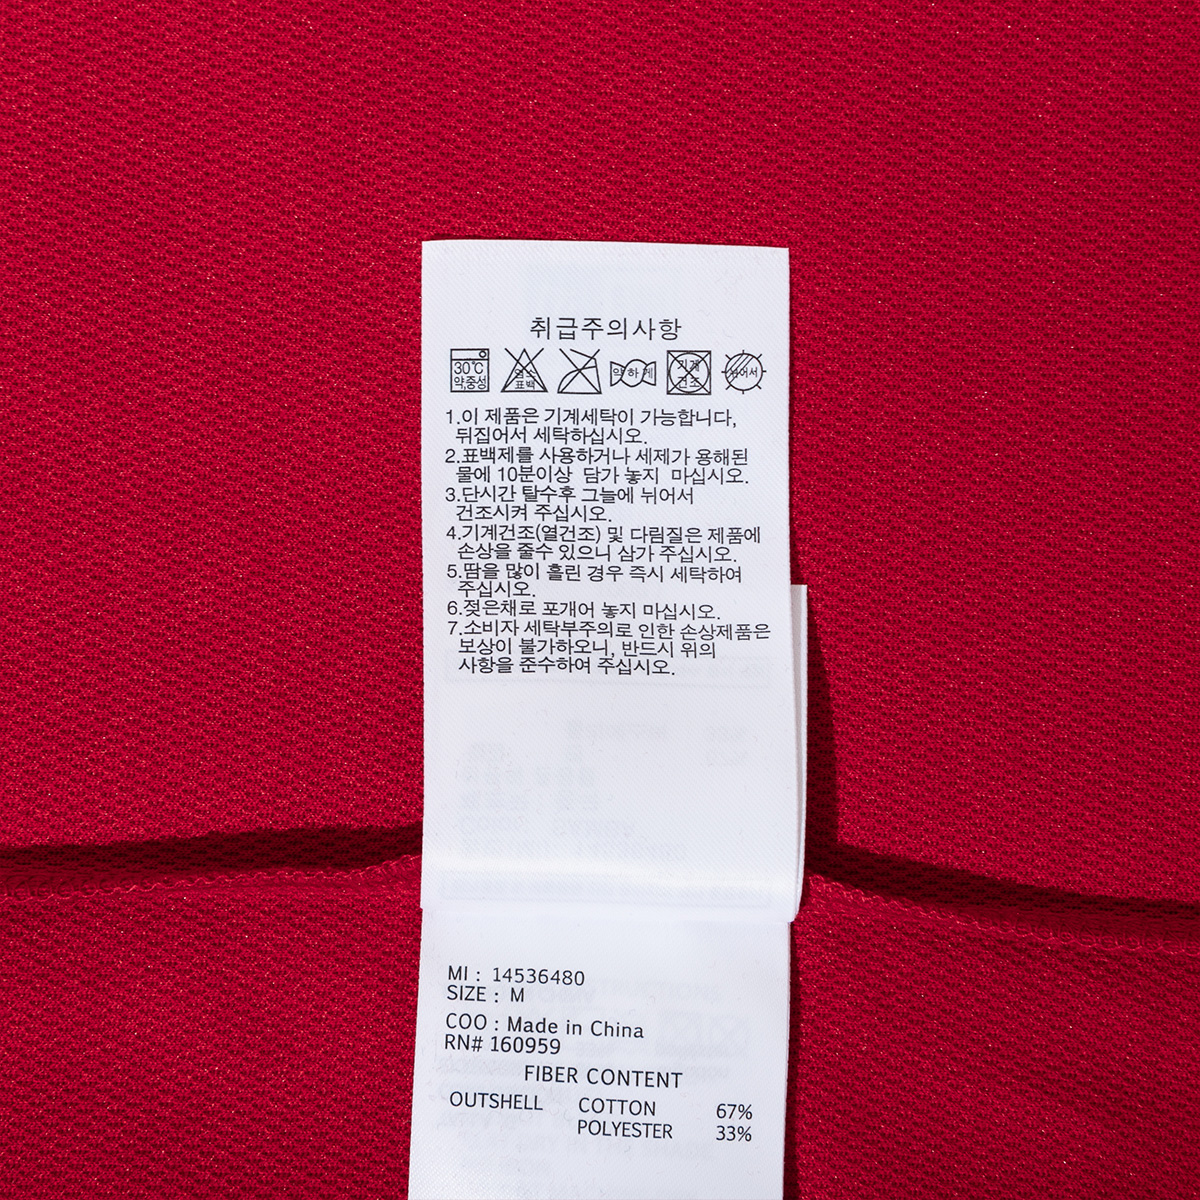 취급주의사항
30℃
약,중성
염소
표백
약하게
기계
건조
뉘어서
1.이 제품은 기계세탁이 가능합니다,
뒤집어서 세탁하십시오.
2.표백제를 사용하거나 세제가 용해된
물에 10분이상 담가 놓지 마십시오.
3.단시간 탈수후 그늘에 뉘어서
건조시켜 주십시오.
4.기계건조(열건조) 및 다림질은 제품에
손상을 줄수 있으니 삼가 주십시오.
5.땀을 많이 흘린 경우 즉시 세탁하여
주십시오.
6.젖은채로 포개어 놓지 마십시오.
7.소비자 세탁부주의로 인한 손상제품은
보상이 불가하오니, 반드시 위의
사항을 준수하여 주십시오.
MI : 14536480
SIZE : M
COO : Made in China
RN# 160959
FIBER CONTENT
OUTSHELL COTTON 67%
POLYESTER 33%